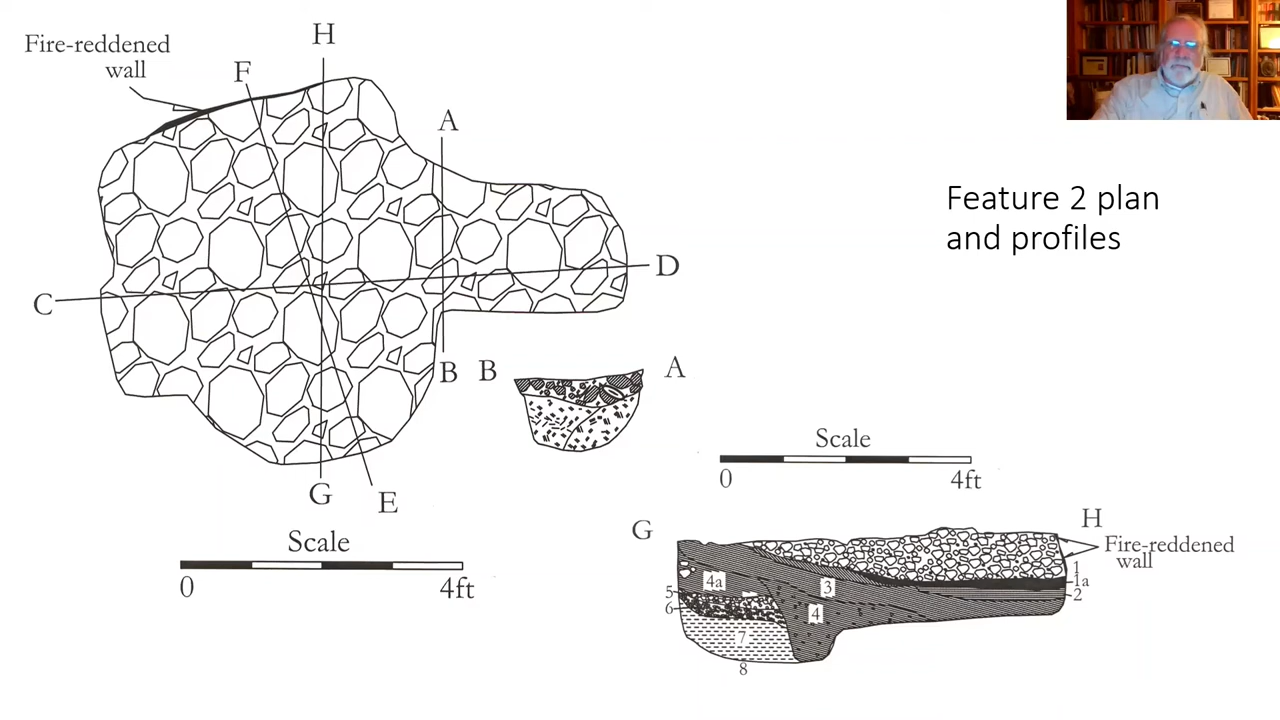 Fire-reddened
wall
H
F
A
Feature 2 plan
and profiles
D
C
B
B
A
G
E
Scale
0
4ft
Scale
0
4ft
G
H
Fire-reddened
wall
1
1a
2
3
4a
4
5
6
7
8